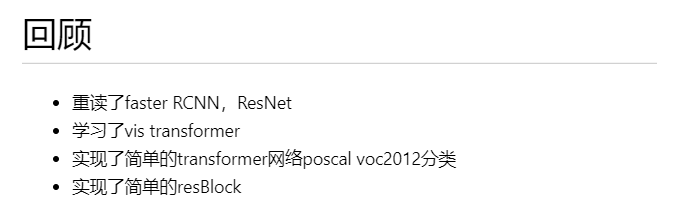 回顾
重读了faster RCNN，ResNet
学习了vis transformer
实现了简单的transformer网络poscal voc2012分类
实现了简单的resBlock